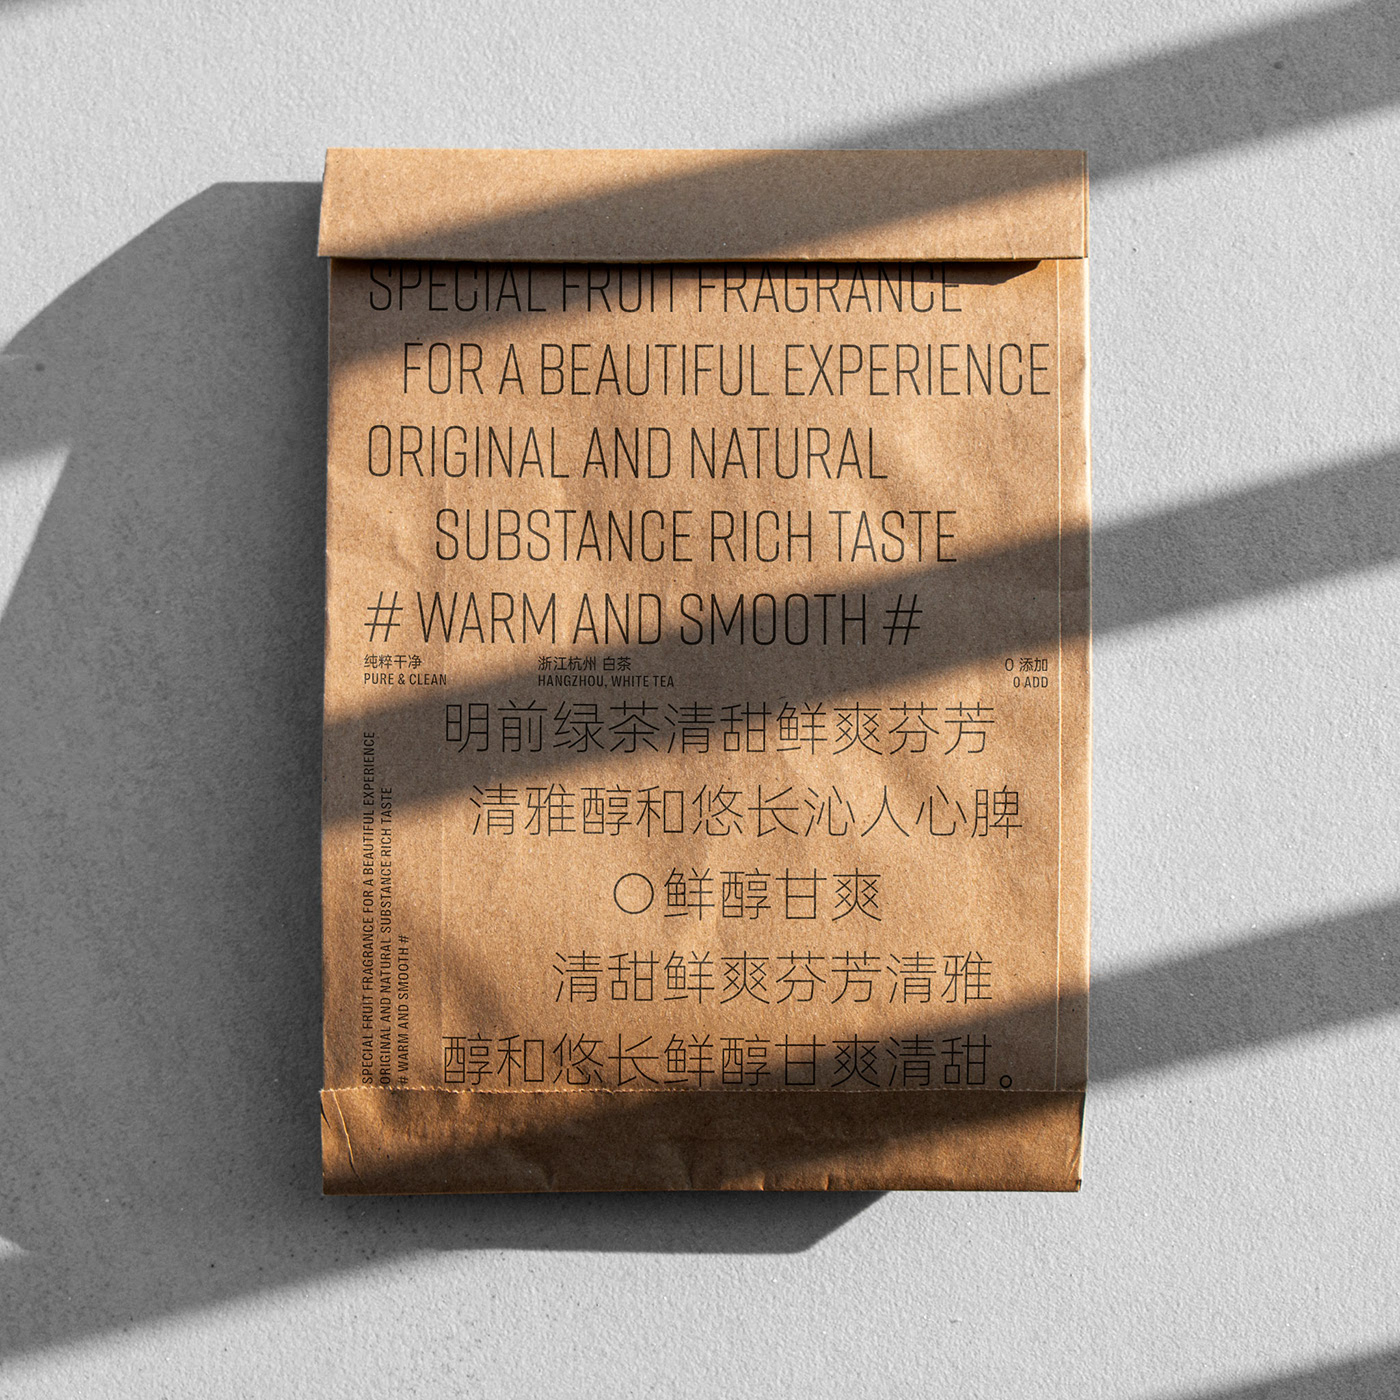 SPECIAL FRUIT FRAGRANCE
FOR A BEAUTIFUL EXPERIENCE
ORIGINAL AND NATURAL
SUBSTANCE RICH TASTE
# WARM AND SMOOTH #
纯粹干净
PURE & CLEAN
浙江杭州 白茶
HANGZHOU, WHITE TEA
O 添加
0 ADD
明前绿茶清甜鲜爽芬芳
清雅醇和悠长沁人心脾
○鲜醇甘爽
清甜鲜爽芬芳清雅
醇和悠长鲜醇甘爽清甜。
SPECIAL FRUIT FRAGRANCE FOR A BEAUTIFUL EXPERIENCE
ORIGINAL AND NATURAL SUBSTANCE RICH TASTE
# WARM AND SMOOTH #